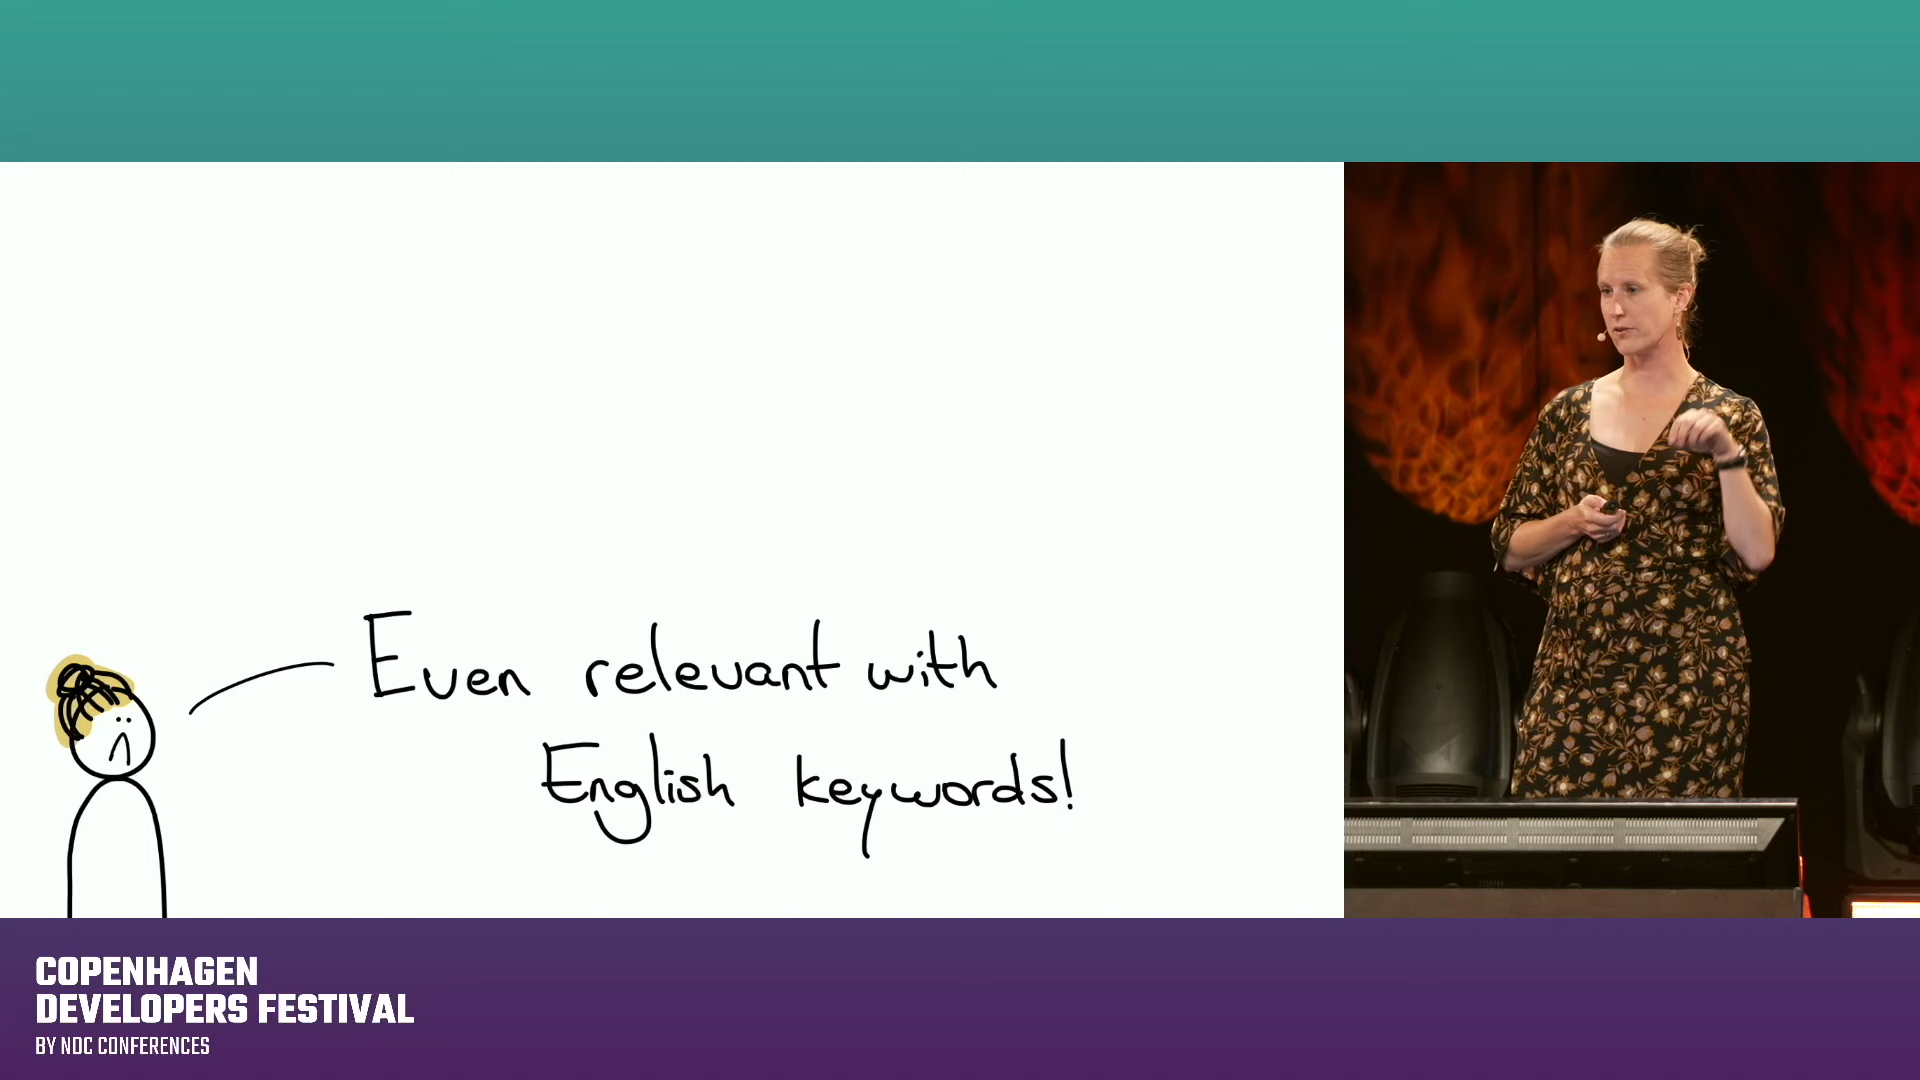 Even relevant with
English keywords!
COPENHAGEN
DEVELOPERS FESTIVAL
BY NDC CONFERENCES